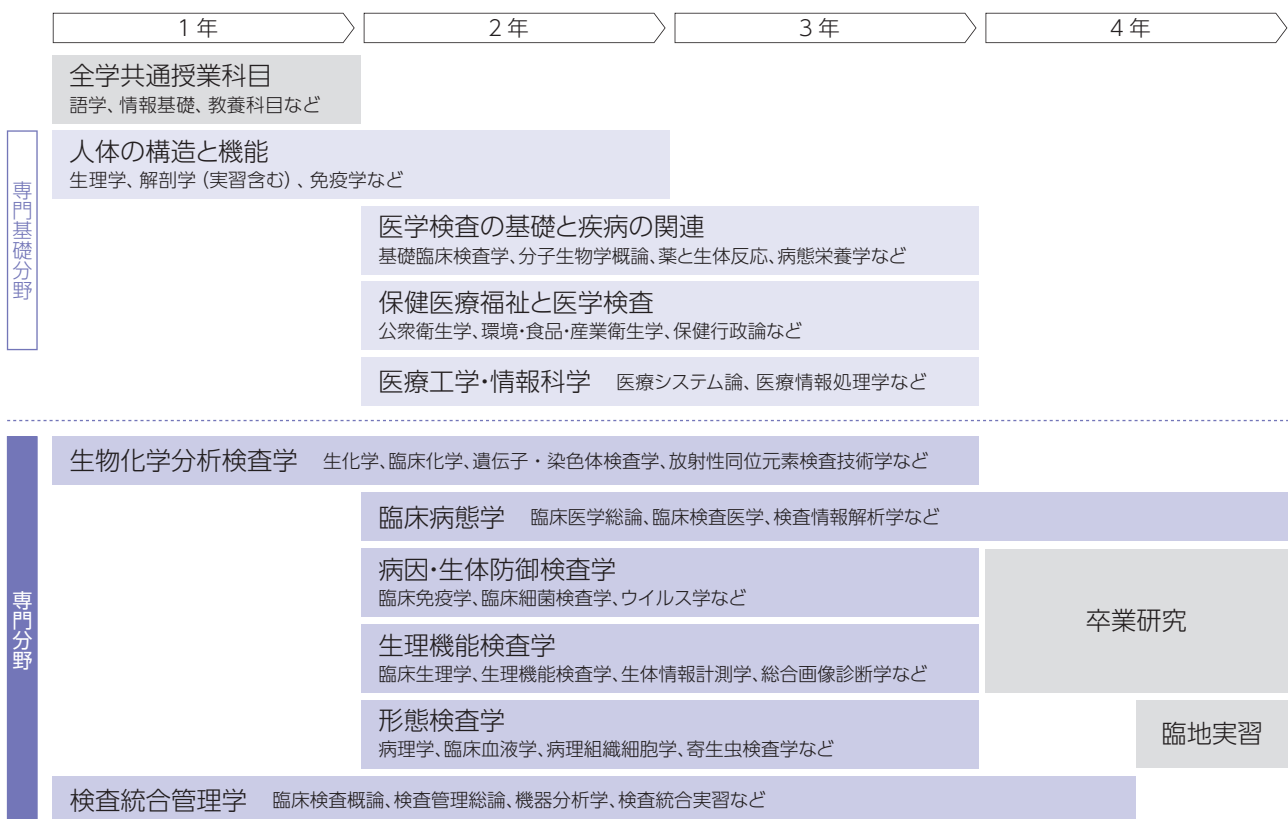 1年 2年 3年 4年
全学共通授業科目
語学、情報基礎、教養科目など
専門基礎分野
人体の構造と機能
生理学、解剖学（実習含む）、免疫学など
医学検査の基礎と疾病の関連
基礎臨床検査学、分子生物学概論、薬と生体反応、病態栄養学など
保健医療福祉と医学検査
公衆衛生学、環境・食品・産業衛生学、保健行政論など
医療工学・情報科学 医療システム論、医療情報処理学など
専門分野
生物化学分析検査学 生化学、臨床化学、遺伝子・染色体検査学、放射性同位元素検査技術学など
臨床病態学 臨床医学総論、臨床検査医学、検査情報解析学など
病因・生体防御検査学
臨床免疫学、臨床細菌検査学、ウイルス学など
生理機能検査学
臨床生理学、生理機能検査学、生体情報計測学、総合画像診断学など
卒業研究
形態検査学
病理学、臨床血液学、病理組織細胞学、寄生虫検査学など
臨地実習
検査統合管理学 臨床検査概論、検査管理総論、機器分析学、検査統合実習など